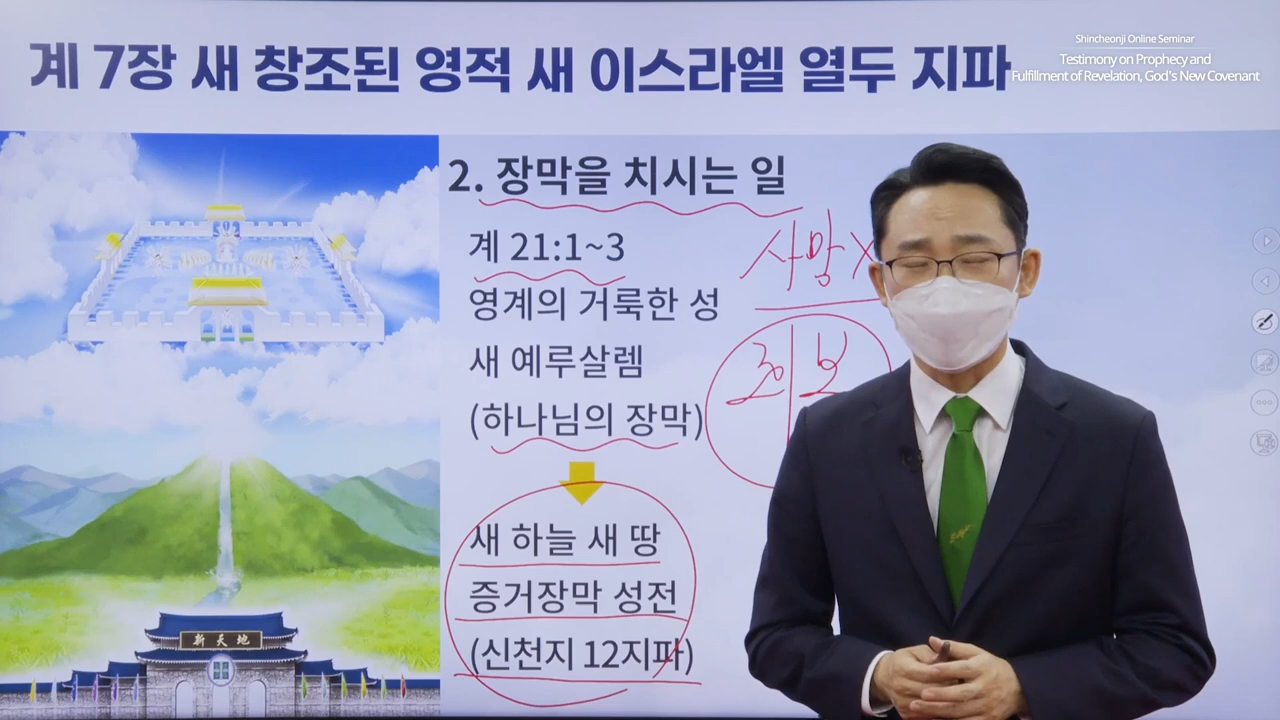 계 7장 새 창조된 영적 새 이스라엘 열두 지파
Shincheonji Online Seminar
Testimony on Prophecy and
Fulfillment of Revelation, God's New Covenant
2. 장막을 치시는 일
계 21:1~3
영계의 거룩한 성
새 예루살렘
(하나님의 장막)
새 하늘 새 땅
증거장막 성전
(신천지 12지파)
사망 X
초 보
新天地